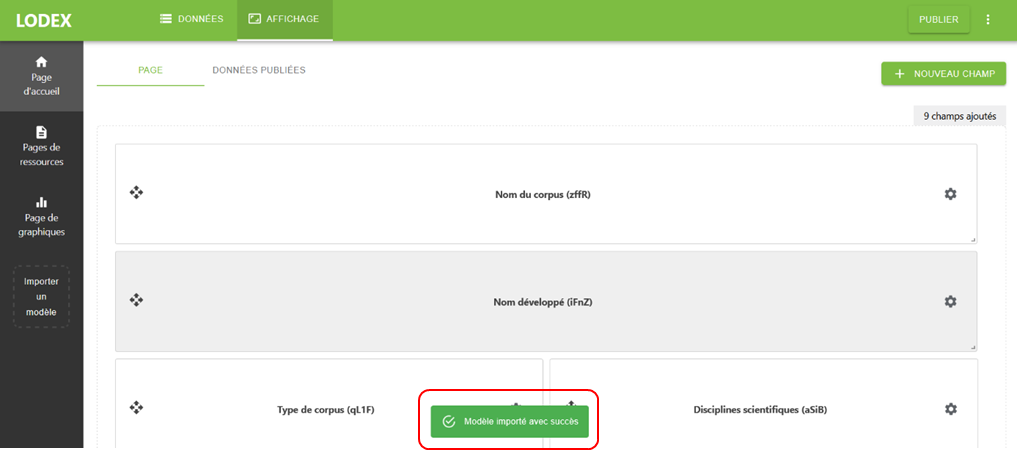 LODEX
DONNÉES
AFFICHAGE
PUBLIER
Page
d'accueil
Pages de
ressources
Page de
graphiques
Importer
un
modèle
PAGE
DONNÉES PUBLIÉES
NOUVEAU CHAMP
9 champs ajoutés
Nom du corpus (zffR)
Nom développé (iFnZ)
Type de corpus (qL1F)
Disciplines scientifiques (aSiB)
Modèle importé avec succès